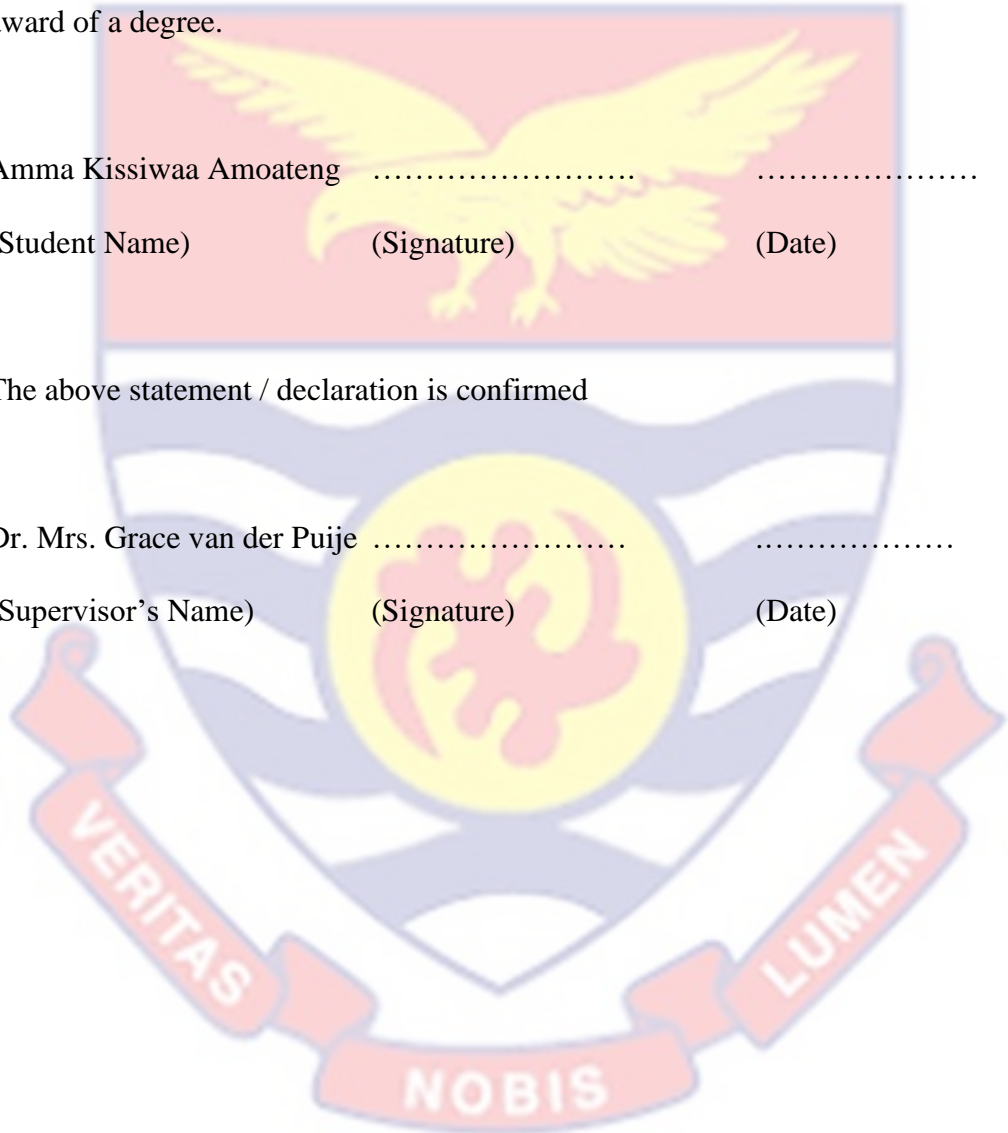 award of a degree.
Amma Kissiwaa Amoateng ………………………. …………………
Student Name) (Signature) (Date)
The above statement / declaration is confirmed
Dr. Mrs. Grace van der Puije …………………… .………………
Supervisor’s Name) (Signature) (Date)
VERITAS
NOBIS
LUMEN